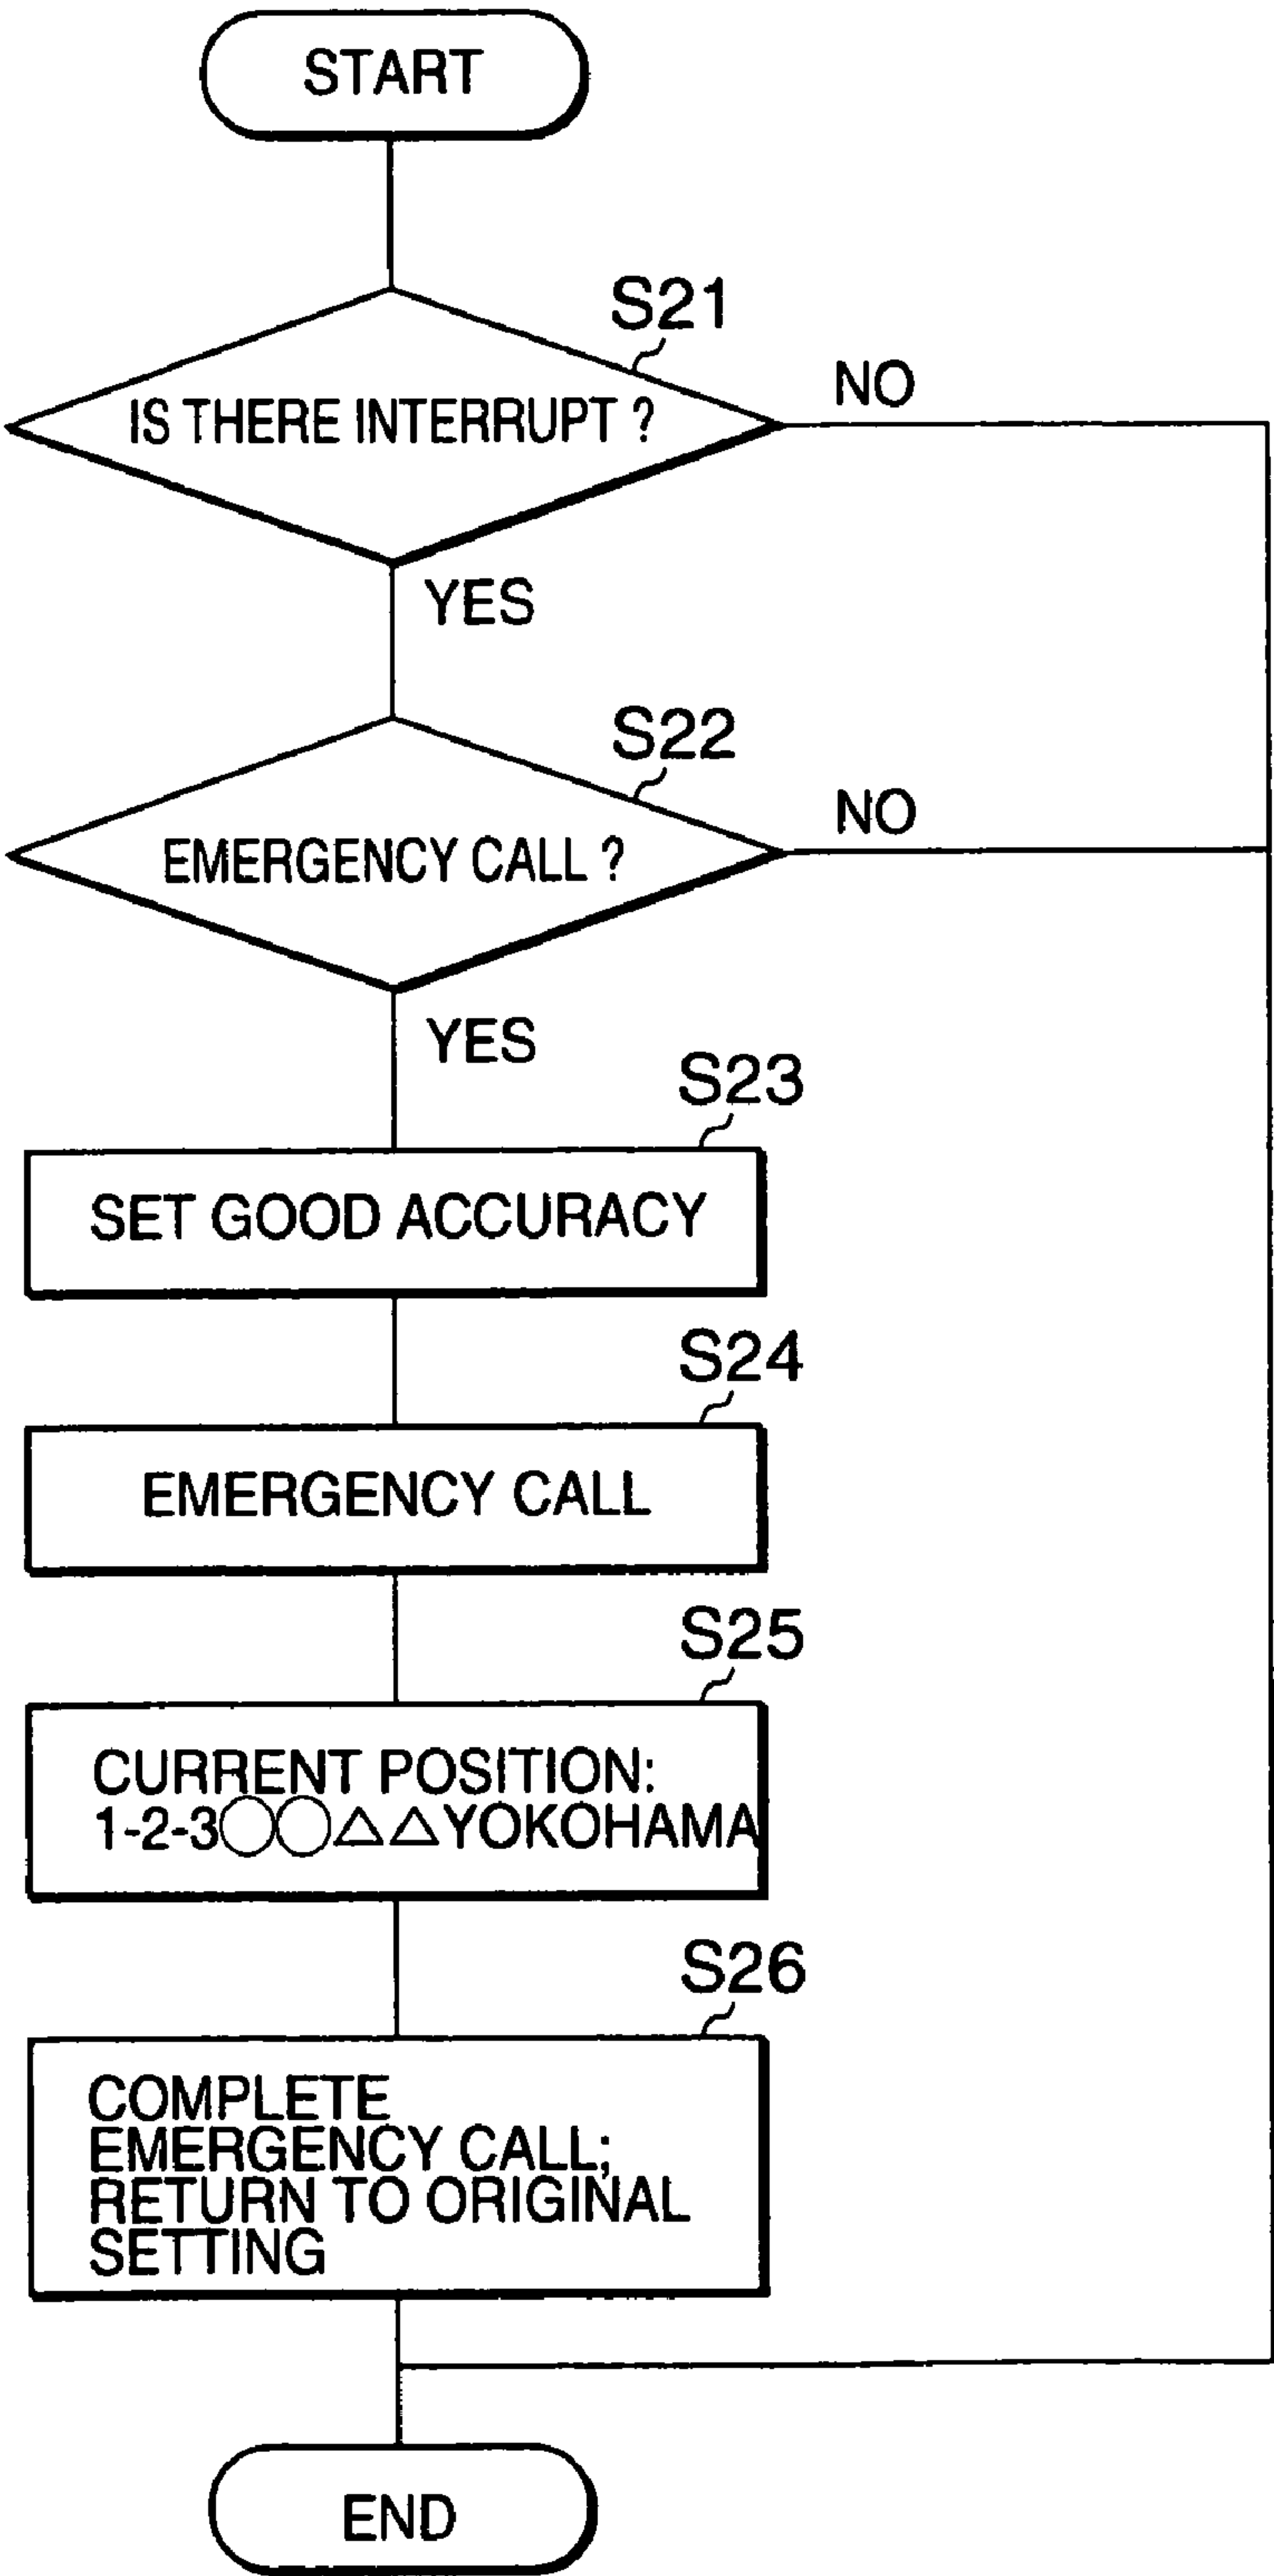 START
S21
IS THERE INTERRUPT ?
NO
YES
S22
EMERGENCY CALL ?
NO
YES
S23
SET GOOD ACCURACY
S24
EMERGENCY CALL
S25
CURRENT POSITION:
1-2-3○○△△YOKOHAMA
S26
COMPLETE
EMERGENCY CALL;
RETURN TO ORIGINAL
SETTING
END